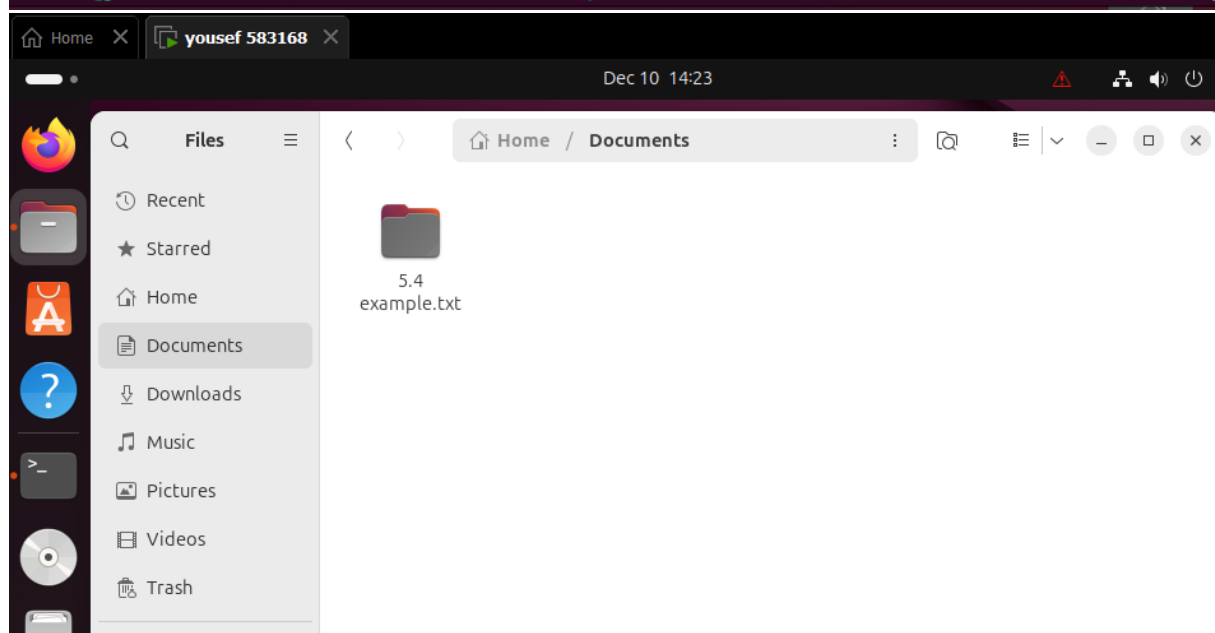 Home
yousef 583168
Dec 10 14:23
Files
Home / Documents
Recent
Starred
Home
Documents
Downloads
Music
Pictures
Videos
Trash
5.4
example.txt